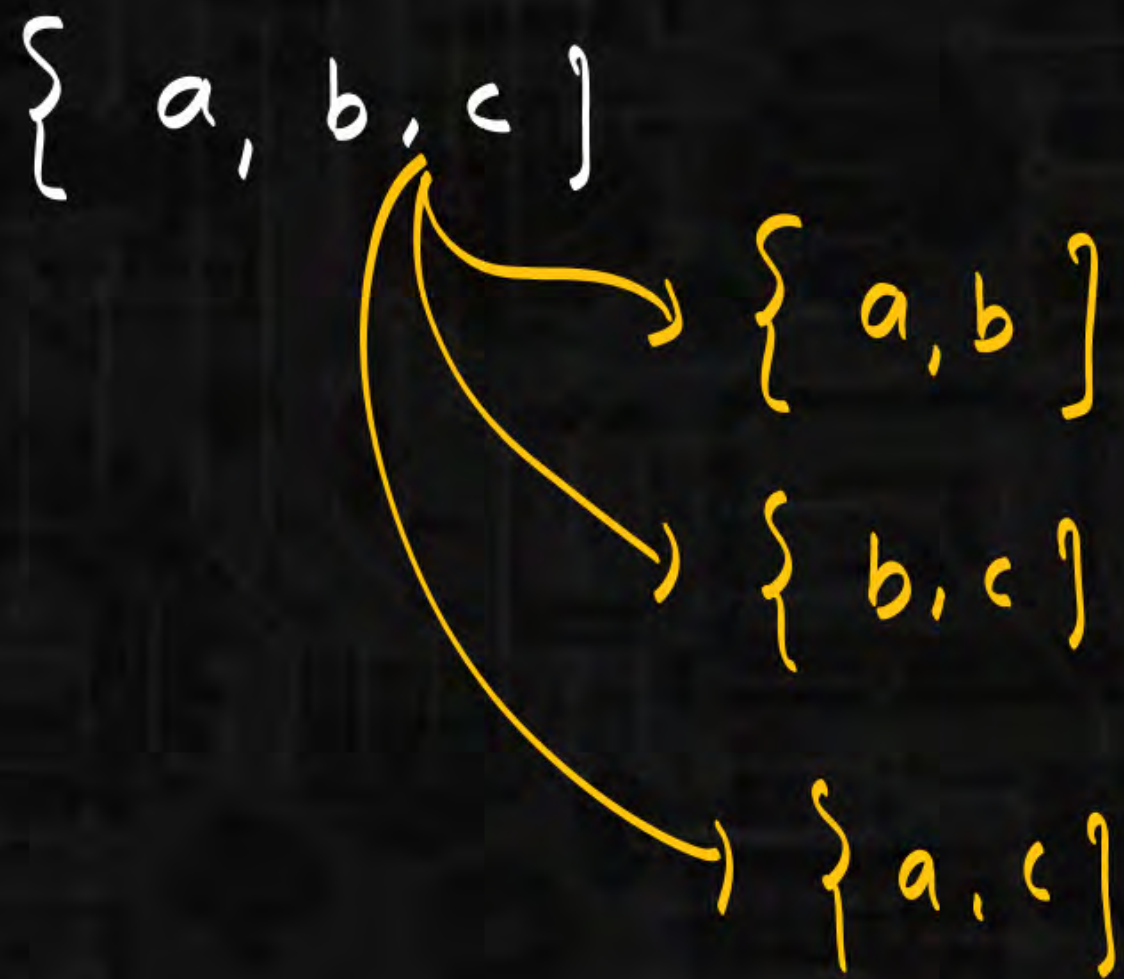 { a, b, c }
{ a, b }
{ b, c }
{ a, c }